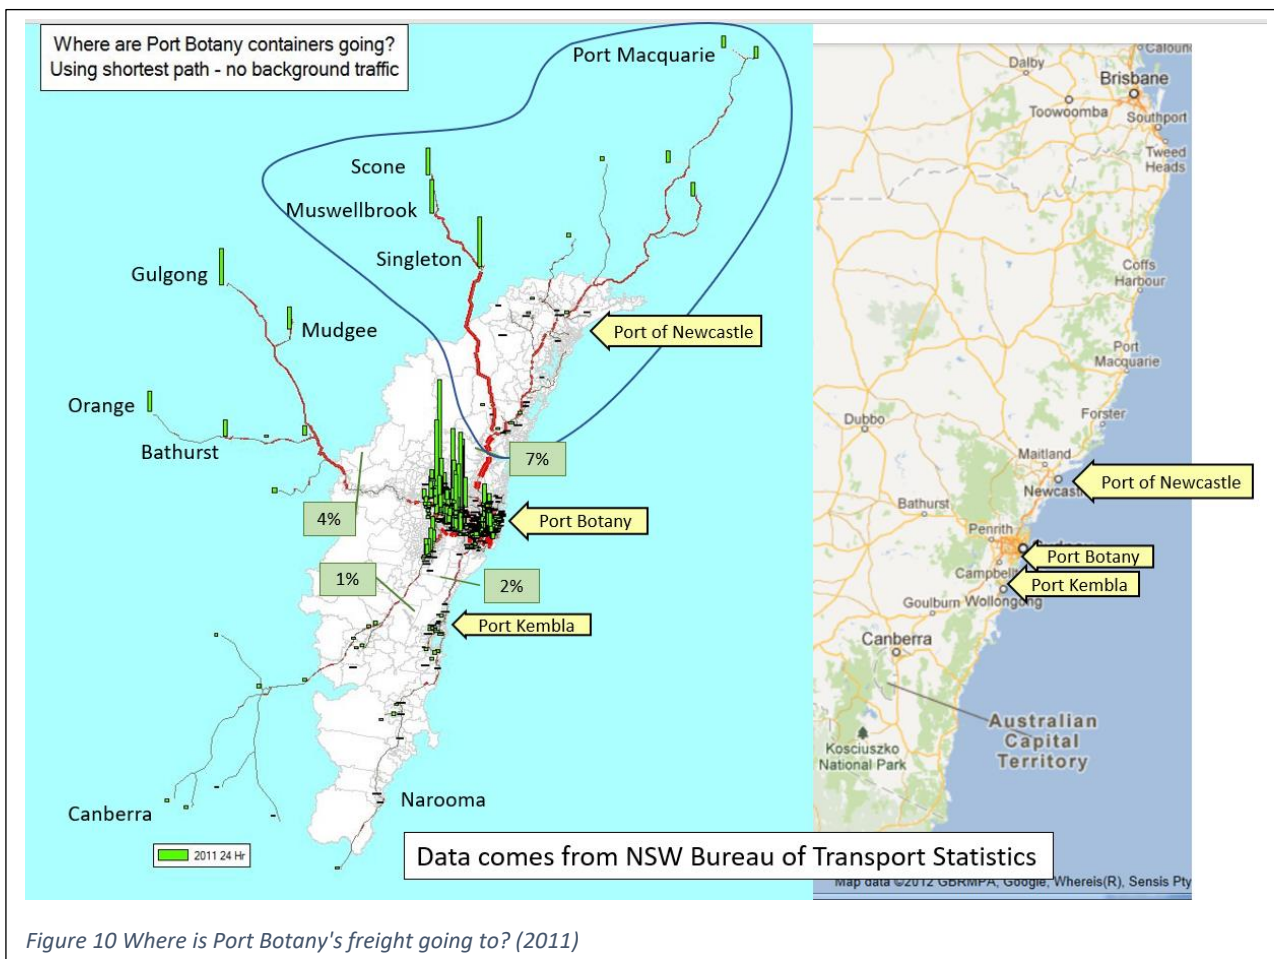 Where are Port Botany containers going?
Using shortest path - no background traffic
Port Macquarie
Scone
Muswellbrook
Singleton
Gulgong
Mudgee
Port of Newcastle
Orange
Bathurst
7%
4%
Port Botany
1%
2%
Port Kembla
Canberra
Narooma
2011 24 Hr
Data comes from NSW Bureau of Transport Statistics
Dalby
Brisbane
Toowoomba
Southport
Tweed
Heads
Coffs
Harbour
Port
Macquarie
Forster
Dubbo
Maitland
Port of Newcastle
Bathurst
Penrith
Port Botany
Port Kembla
Goulburn
Wollongong
Canberra
Australian
Capital
Territory
Kosciuszko
National Park
Map data ©2012 GBRMPA, Google, Whereis(R), Sensis Pty
Figure 10 Where is Port Botany's freight going to? (2011)